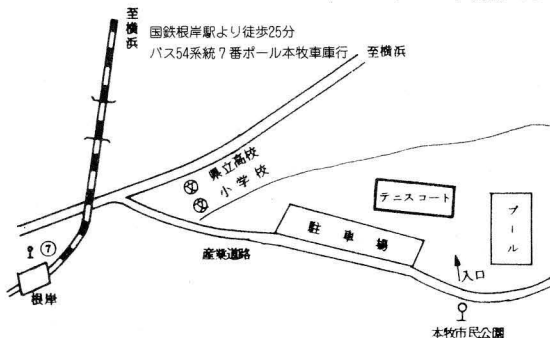 至横浜
国鉄根岸駅より徒歩25分
バス54系統7番ポール本牧車庫行
至横浜
県立高校
小学校
テニスコート
プール
駐車場
産業道路
入口
⑦
根岸
本牧市民公園